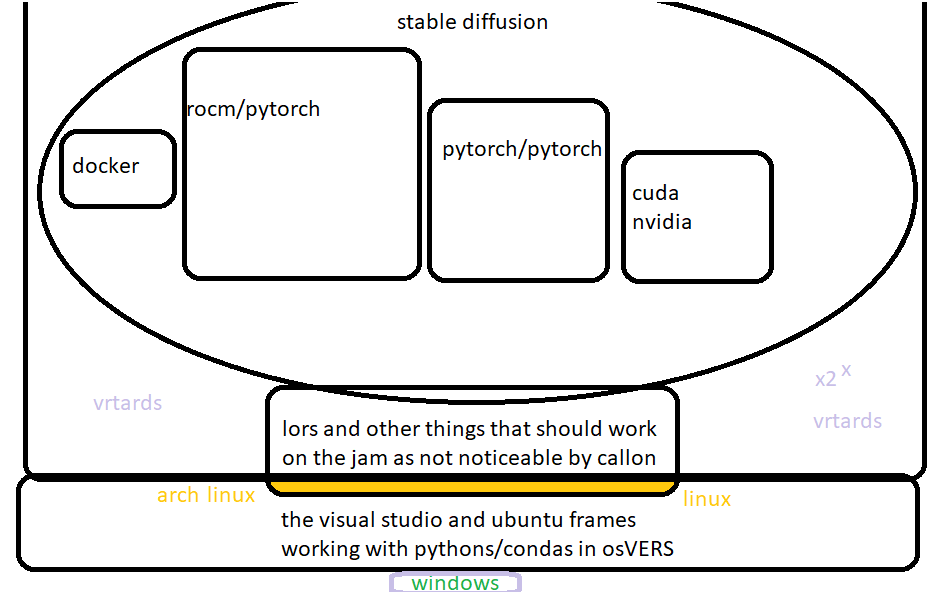 stable diffusion
rocm/pytorch
pytorch/pytorch
docker
cuda
nvidia
x2 x
vrtards
vrtards
lors and other things that should work
on the jam as not noticeable by callon
arch linux
linux
the visual studio and ubuntu frames
working with pythons/condas in osVERS
windows